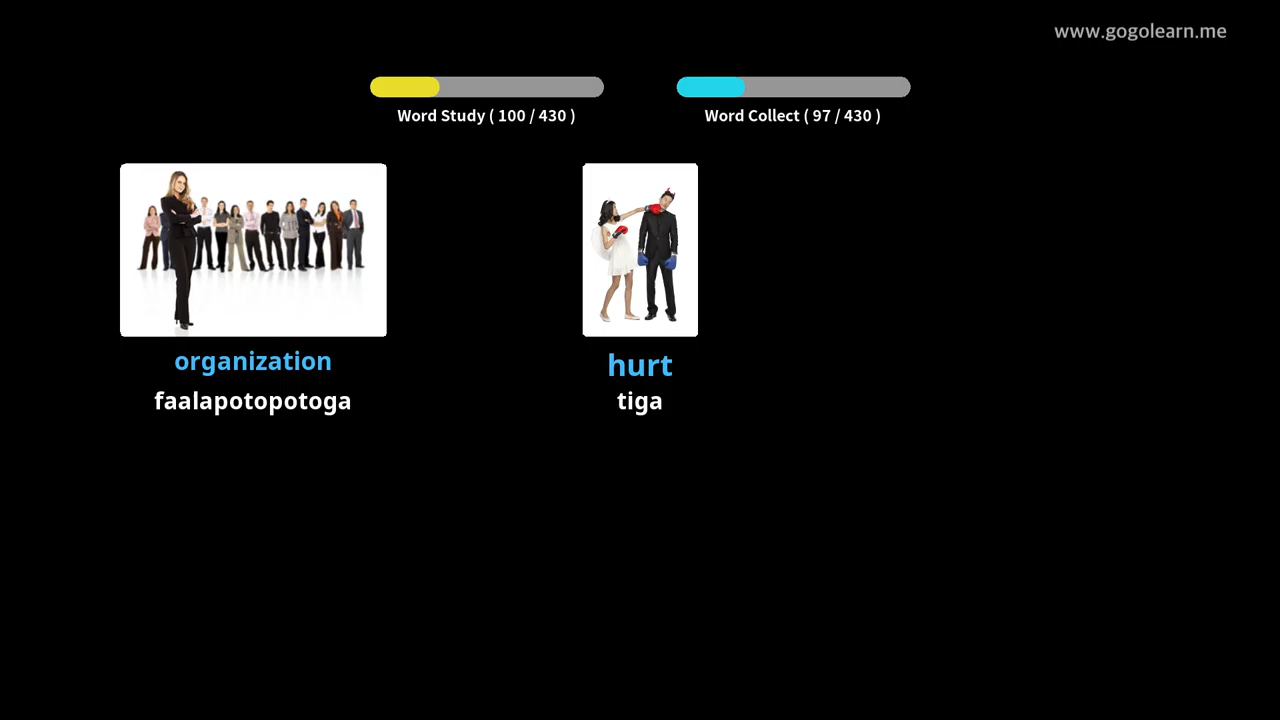 www.gogolearn.me
Word Study ( 100 / 430 )
Word Collect ( 97 / 430 )
organization
faalapotopotoga
hurt
tiga